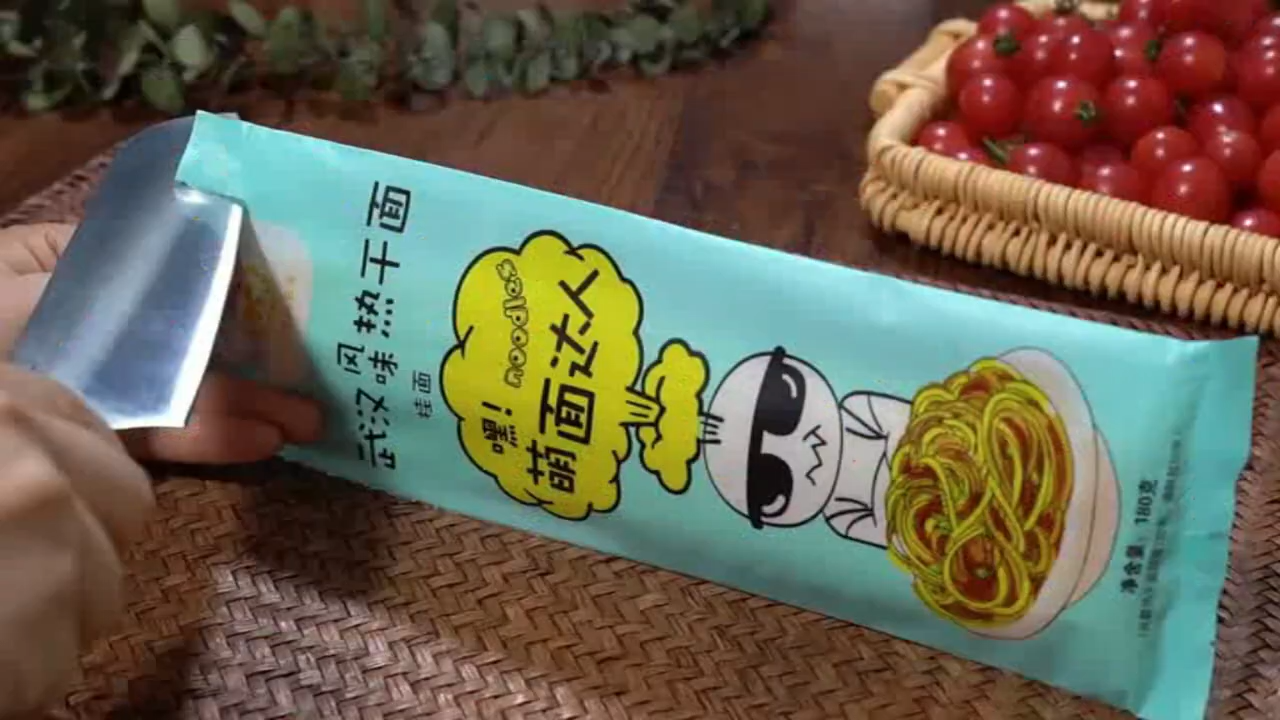 武汉风味热干面
挂面
noodles
嘿!
萌面达人
净含量：180克